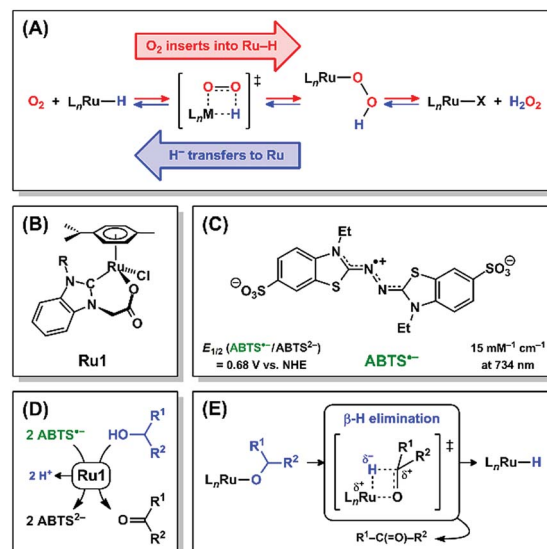 (A)
O₂ inserts into Ru–H
O₂ + LₙRu–H
O O ‡
LₙM H
LₙRu O
O
H
LₙRu–X + H₂O₂
H⁻ transfers to Ru
(B)
R
N
C
N
Ru
Cl
O
O
Ru1
(C)
Et
⊖
SO₃
N
N•+
S
N
S
N
Et
SO₃⊖
E₁/₂ (ABTS•−/ABTS²⁻)
= 0.68 V vs. NHE
ABTS•−
15 mM⁻¹ cm⁻¹
at 734 nm
(D)
2 ABTS•−
HO R¹
R²
2 H⁺
Ru1
2 ABTS²⁻
O R¹
R²
(E)
β-H elimination
R¹
R²
LₙRu O
δ− R¹ R² ‡
H C δ+
δ+
LₙRu O
LₙRu–H
R¹–C(=O)–R²